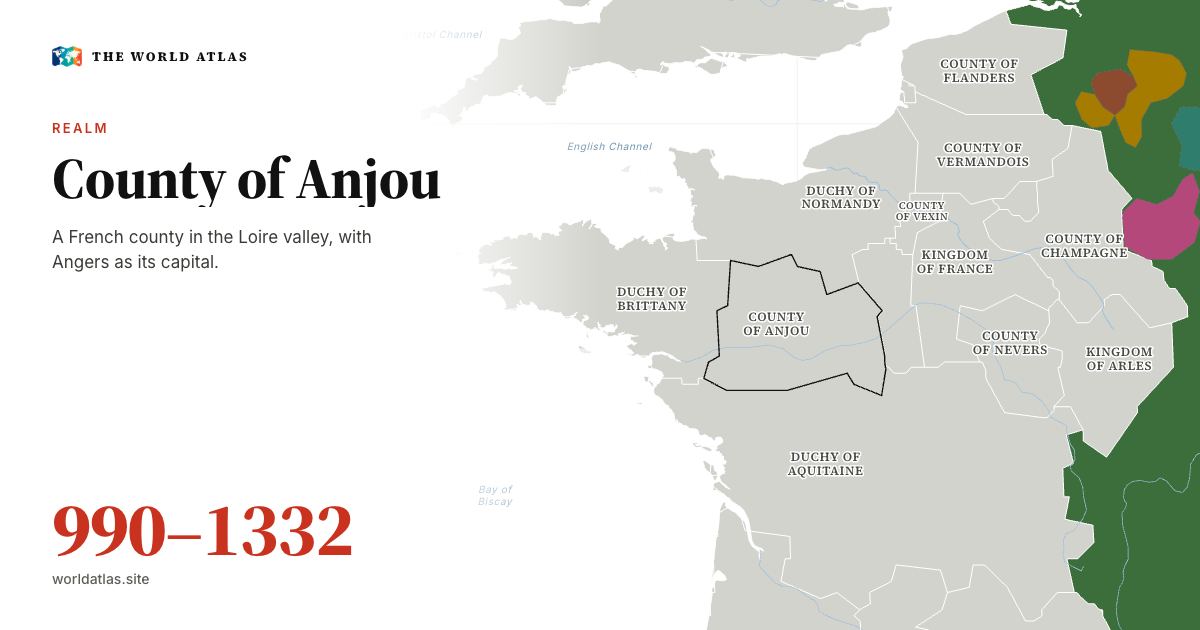 THE WORLD ATLAS
REALM
County of Anjou
A French county in the Loire valley, with
Angers as its capital.
990–1332
worldatlas.site
Channel
English Channel
Bay of
Biscay
COUNTY OF
FLANDERS
COUNTY OF
VERMANDOIS
DUCHY OF
NORMANDY
COUNTY
OF VEXIN
COUNTY OF
CHAMPAGNE
KINGDOM
OF FRANCE
DUCHY OF
BRITTANY
COUNTY
OF ANJOU
COUNTY
OF NEVERS
KINGDOM
OF ARLES
DUCHY OF
AQUITAINE